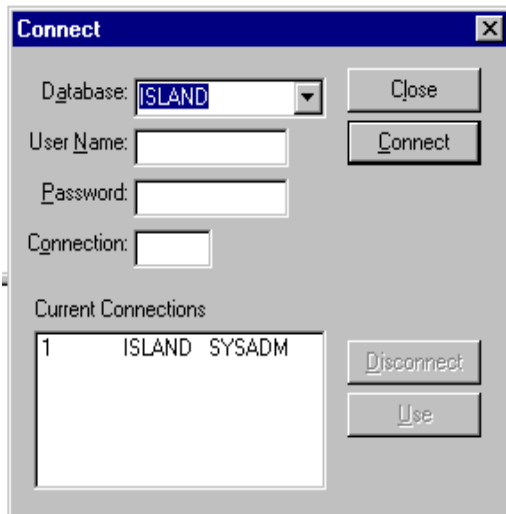 Connect
Database: ISLAND
Close
User Name:
Connect
Password:
Connection:
Current Connections
1 ISLAND SYSADM
Disconnect
Use